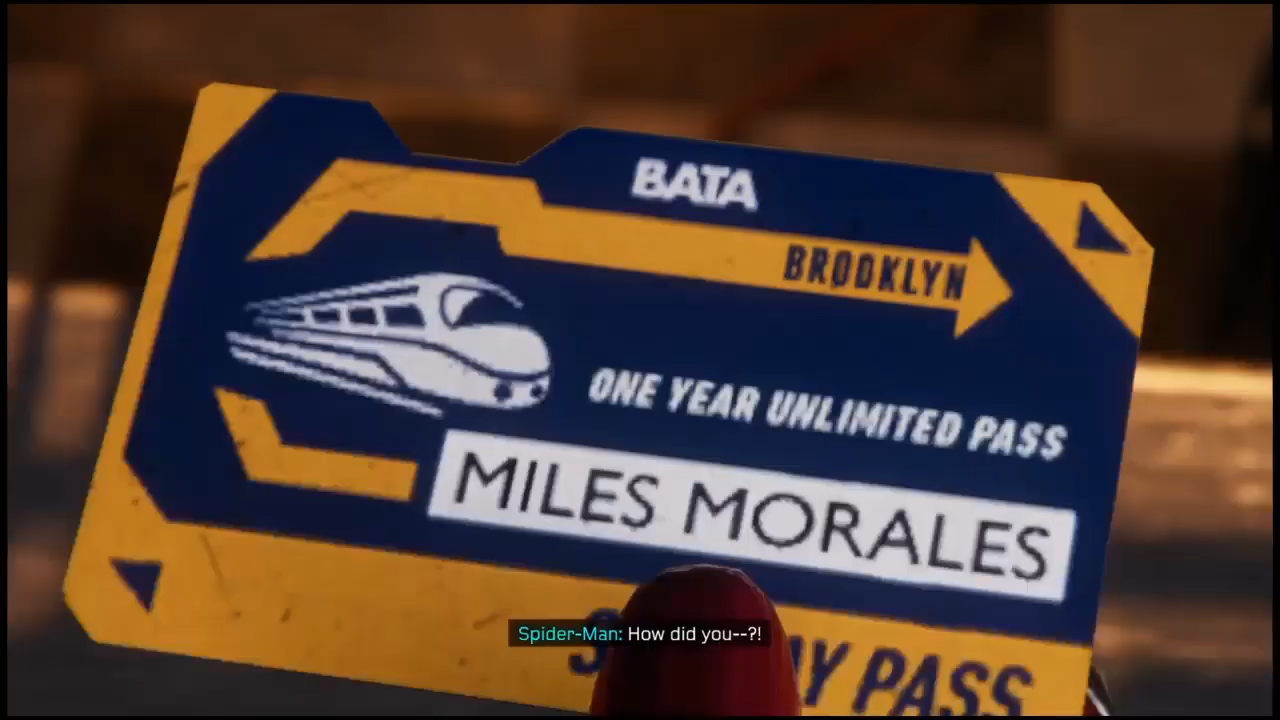 BATA
BROOKLYN
ONE YEAR UNLIMITED PASS
MILES MORALES
PASS
Spider-Man: How did you--?!